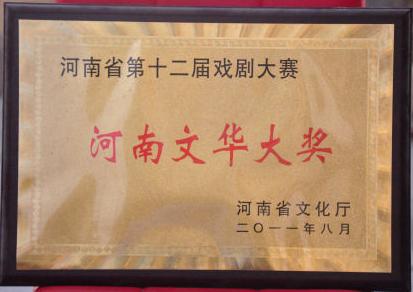 河南省第十二届戏剧大赛
河南文华大奖
河南省文化厅
二〇一一年八月